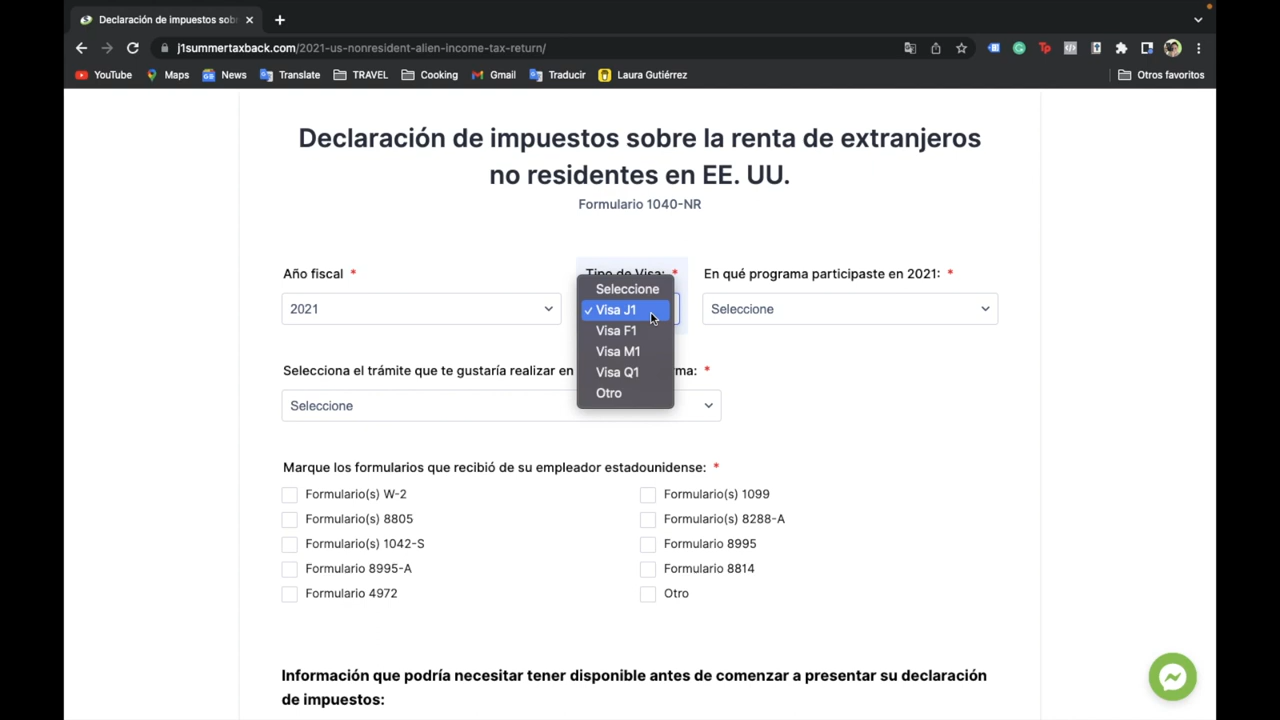 Declaración de impuestos sob
j1summertaxback.com/2021-us-nonresident-alien-income-tax-return/
YouTube Maps News Translate TRAVEL Cooking Gmail Traducir Laura Gutiérrez Otros favoritos
Declaración de impuestos sobre la renta de extranjeros
no residentes en EE. UU.
Formulario 1040-NR
Año fiscal * Tipo de Visa: * En qué programa participaste en 2021: *
2021
Seleccione
✓ Visa J1
Visa F1
Visa M1
Visa Q1
Otro
Seleccione
Selecciona el trámite que te gustaría realizar en ma: *
Seleccione
Marque los formularios que recibió de su empleador estadounidense: *
Formulario(s) W-2 Formulario(s) 1099
Formulario(s) 8805 Formulario(s) 8288-A
Formulario(s) 1042-S Formulario 8995
Formulario 8995-A Formulario 8814
Formulario 4972 Otro
Información que podría necesitar tener disponible antes de comenzar a presentar su declaración
de impuestos: